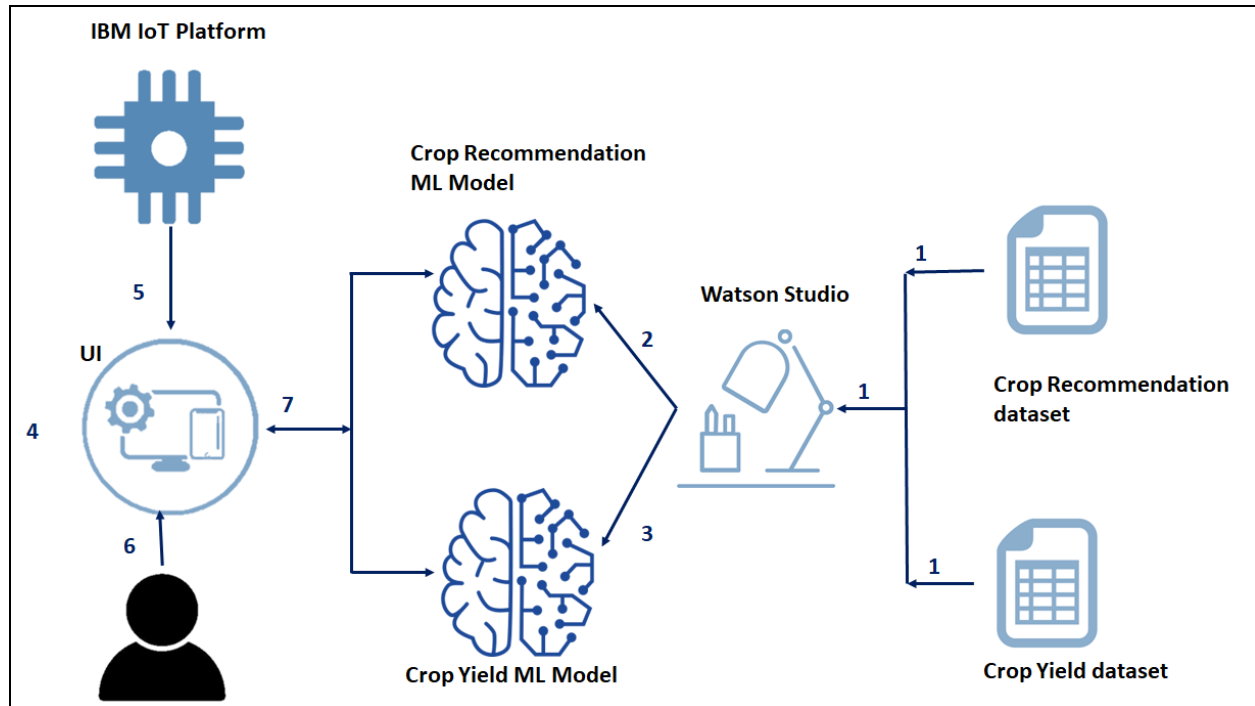 IBM IoT Platform
Crop Recommendation
ML Model
1
Watson Studio
5
2
UI
Crop Recommendation
dataset
7
1
4
3
6
1
Crop Yield ML Model
Crop Yield dataset